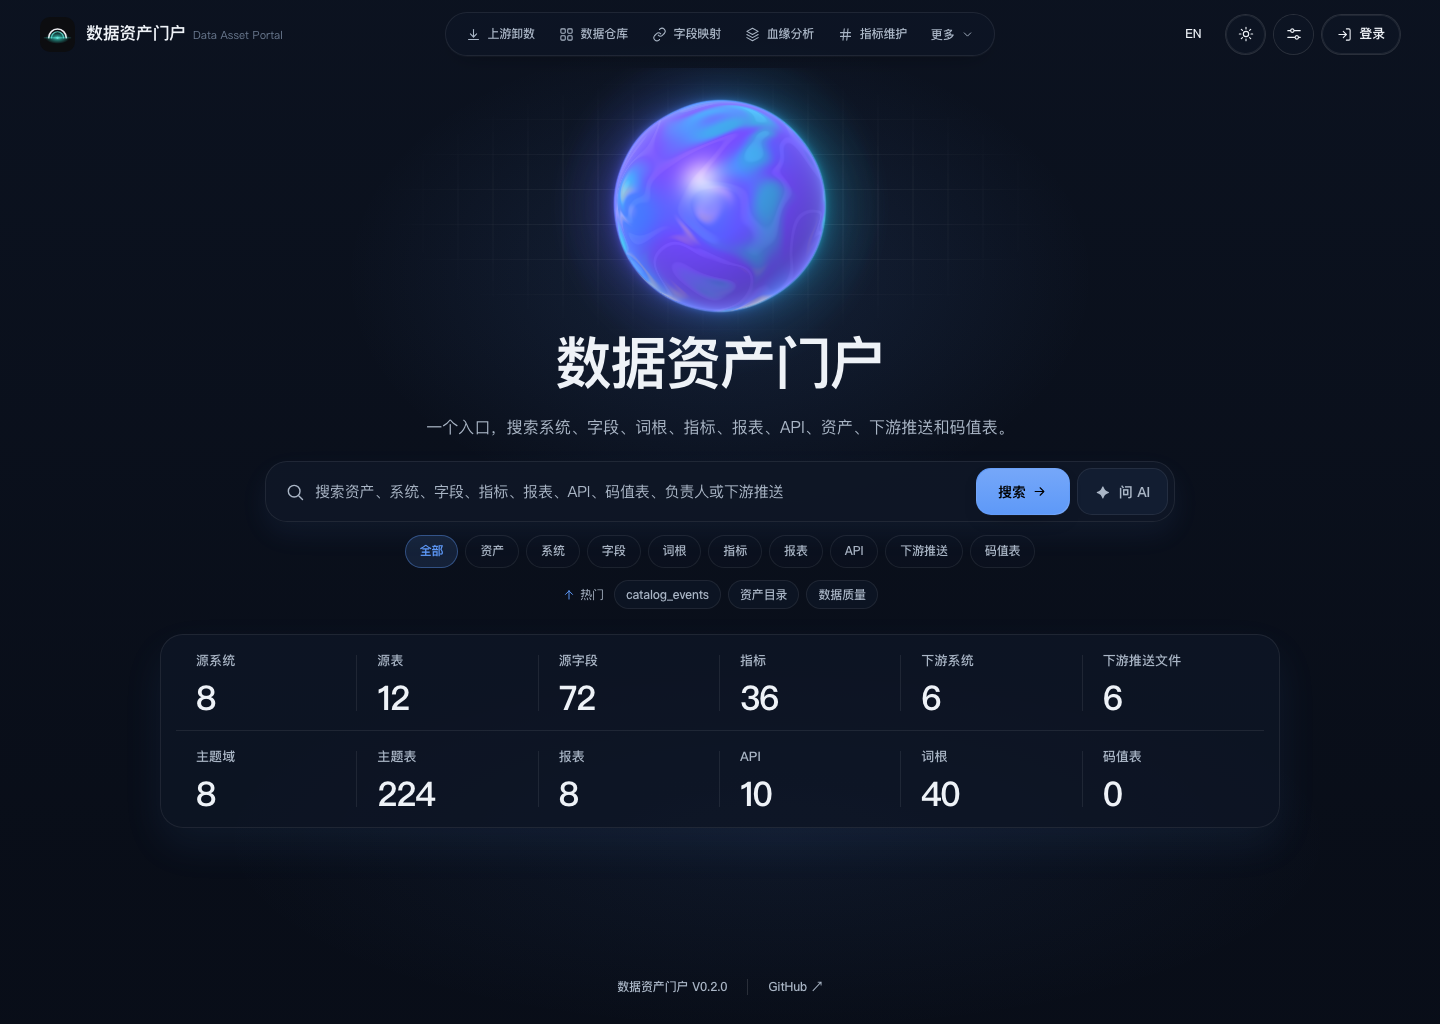 数据资产门户 Data Asset Portal
上游卸数 数据仓库 字段映射 血缘分析 指标维护 更多
EN 登录
数据资产门户
一个入口，搜索系统、字段、词根、指标、报表、API、资产、下游推送和码值表。
搜索资产、系统、字段、指标、报表、API、码值表、负责人或下游推送 搜索 → 问 AI
全部 资产 系统 字段 词根 指标 报表 API 下游推送 码值表
↑ 热门 catalog_events 资产目录 数据质量
源系统 源表 源字段 指标 下游系统 下游推送文件
8 12 72 36 6 6
主题域 主题表 报表 API 词根 码值表
8 224 8 10 40 0
数据资产门户 V0.2.0 GitHub ↗